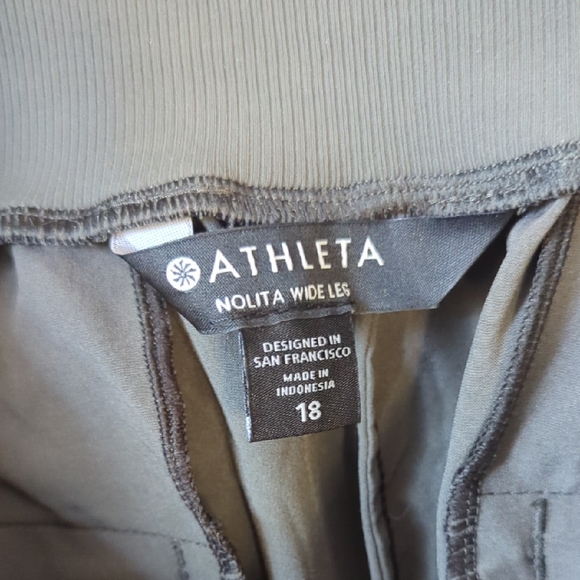 ATHLETA
NOLITA WIDE LEG
DESIGNED IN
SAN FRANCISCO
MADE IN
INDONESIA
18